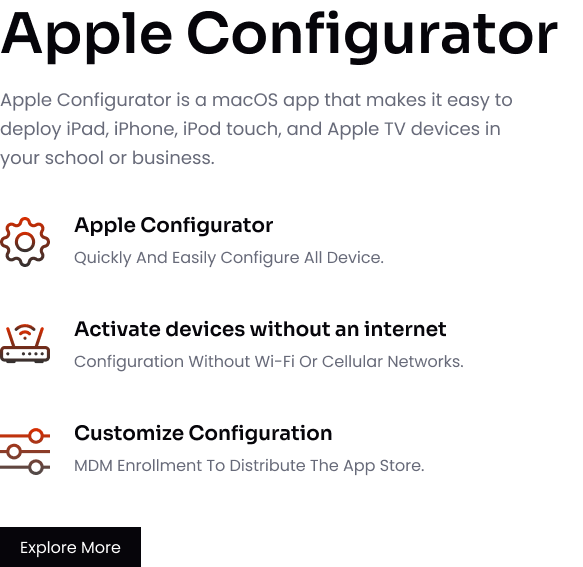 Apple Configurator
Apple Configurator is a macOS app that makes it easy to
deploy iPad, iPhone, iPod touch, and Apple TV devices in
your school or business.
Apple Configurator
Quickly And Easily Configure All Device.
Activate devices without an internet
Configuration Without Wi-Fi Or Cellular Networks.
Customize Configuration
MDM Enrollment To Distribute The App Store.
Explore More